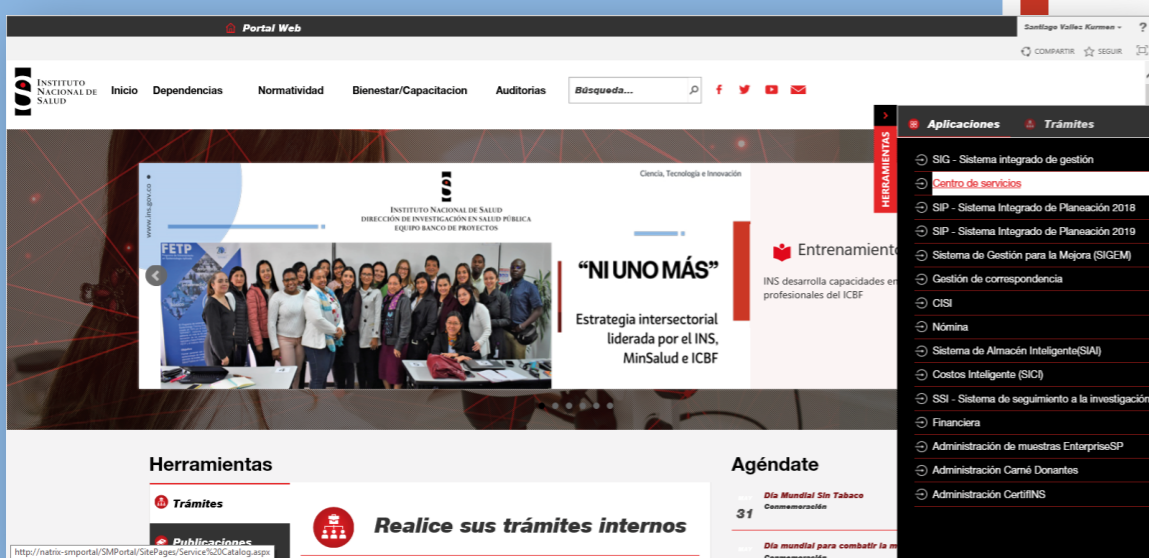 Portal Web
Santiago Vallez Kurmen
?
COMPARTIR
SEGUIR
INSTITUTO
NACIONAL DE
SALUD
Inicio
Dependencias
Normatividad
Bienestar/Capacitacion
Auditorias
Búsqueda...
HERRAMIENTAS
Aplicaciones
Trámites
SIG - Sistema integrado de gestión
Centro de servicios
SIP - Sistema Integrado de Planeación 2018
SIP - Sistema Integrado de Planeación 2019
Sistema de Gestión para la Mejora (SIGEM)
Gestión de correspondencia
CISI
Nómina
Sistema de Almacén Inteligente(SIAI)
Costos Inteligente (SICI)
SSI - Sistema de seguimiento a la investigación
Financiera
Administración de muestras EnterpriseSP
Administración Carné Donantes
Administración CertifINS
www.ins.gov.co
Ciencia, Tecnología e Innovación
INSTITUTO NACIONAL DE SALUD
DIRECCIÓN DE INVESTIGACIÓN EN SALUD PÚBLICA
EQUIPO BANCO DE PROYECTOS
FETP
“NI UNO MÁS”
Estrategia intersectorial
liderada por el INS,
MinSalud e ICBF
Entrenamiento
INS desarrolla capacidades en
profesionales del ICBF
Herramientas
Trámites
Publicaciones
Realice sus trámites internos
Agéndate
31
Día Mundial Sin Tabaco
Conmemoración
Día mundial para combatir la
Conmemoración
http://natrix-smportal/SMPortal/SitePages/Service%20Catalog.aspx